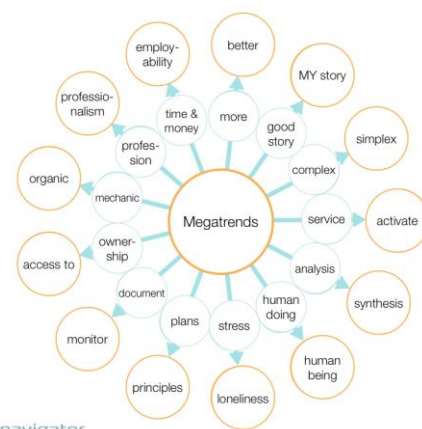 better
employ-
ability
MY story
professio-
nalism
time &
money
more
good
story
simplex
profes-
sion
complex
organic
mechanic
Megatrends
service
activate
owner-
ship
access to
analysis
document
human
doing
synthesis
plans
stress
monitor
human
being
principles
loneliness
navigator